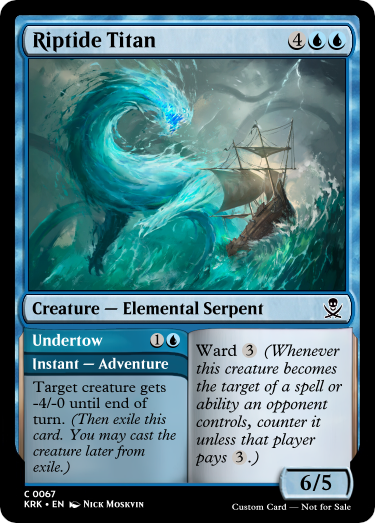 Riptide Titan 4
Creature — Elemental Serpent
Undertow 1
Instant — Adventure
Target creature gets
-4/-0 until end of
turn. (Then exile this
card. You may cast the
creature later from
exile.)
Ward 3 (Whenever
this creature becomes
the target of a spell or
ability an opponent
controls, counter it
unless that player
pays 3.)
6/5
C 0067
KRK • EN Nick Moskvin
Custom Card — Not for Sale